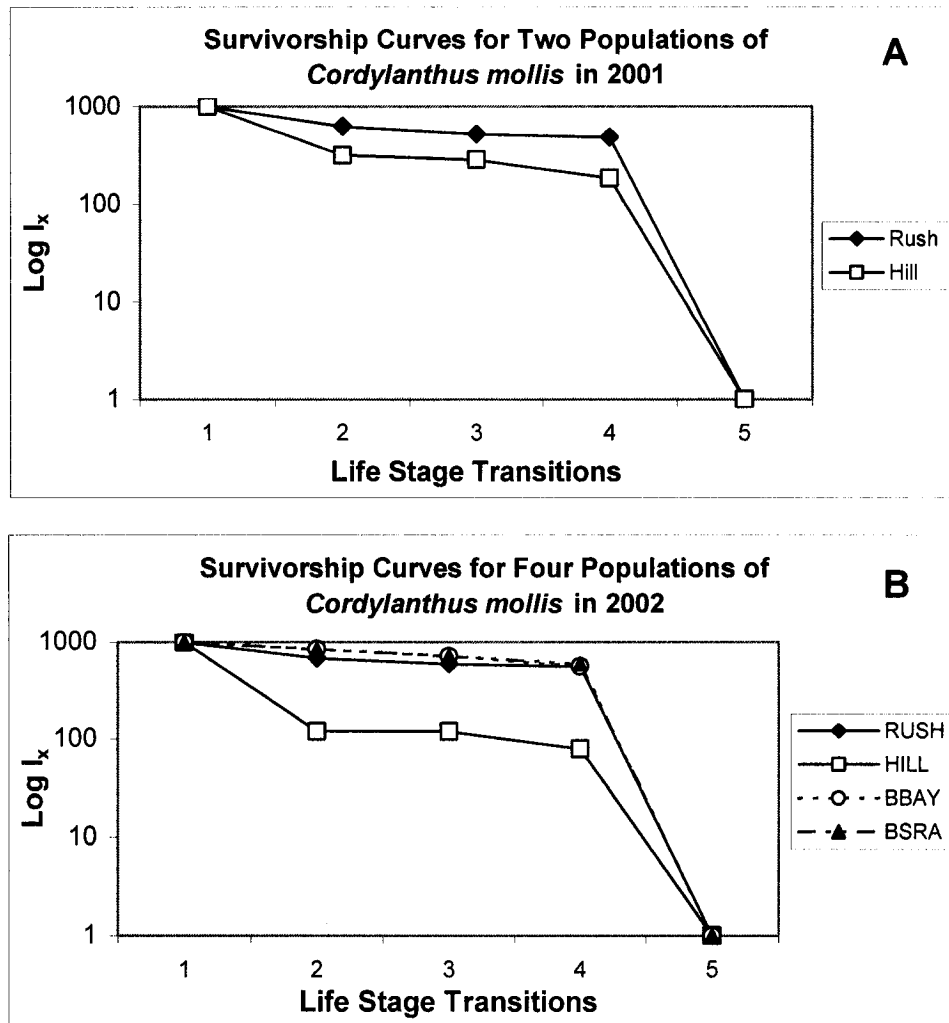 Survivorship Curves for Two Populations of
Cordylanthus mollis in 2001
A
1000
100
10
1
Log lx
1
2
3
4
5
Life Stage Transitions
Rush
Hill
Survivorship Curves for Four Populations of
Cordylanthus mollis in 2002
B
1000
100
10
1
Log lx
1
2
3
4
5
Life Stage Transitions
RUSH
HILL
BBAY
BSRA